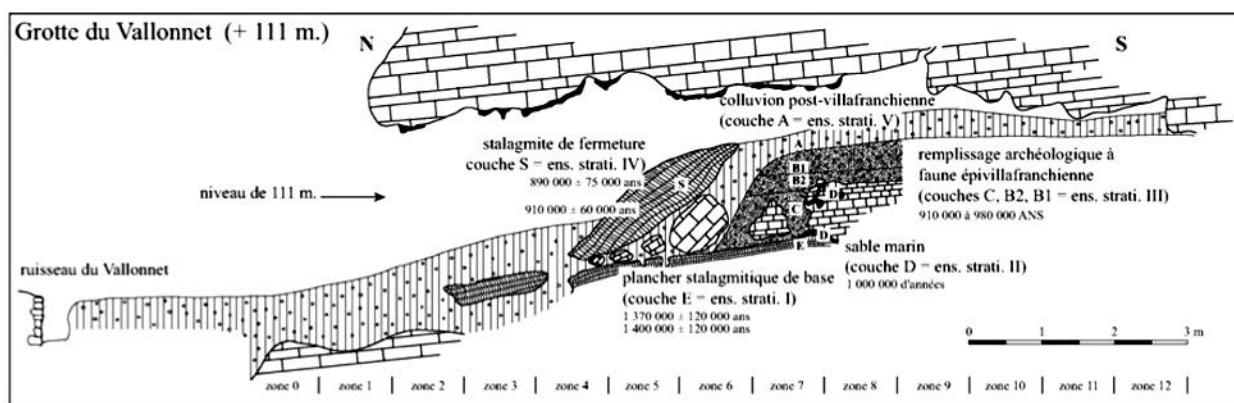 Grotte du Vallonnet (+ 111 m.)
N
S
colluvion post-villafranchienne
(couche A = ens. strati. V)
stalagmite de fermeture
couche S = ens. strati. IV)
890 000 ± 75 000 ans
910 000 ± 60 000 ans
niveau de 111 m.
A
B1
B2
S
D
C
D
E
remplissage archéologique à
faune épivillafranchienne
(couches C, B2, B1 = ens. strati. III)
910 000 à 980 000 ANS
sable marin
(couche D = ens. strati. II)
1 000 000 d'années
ruisseau du Vallonnet
plancher stalagmitique de base
(couche E = ens. strati. I)
1 370 000 ± 120 000 ans
1 400 000 ± 120 000 ans
0 1 2 3 m
zone 0 zone 1 zone 2 zone 3 zone 4 zone 5 zone 6 zone 7 zone 8 zone 9 zone 10 zone 11 zone 12